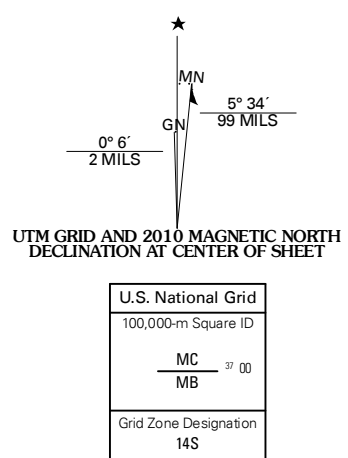 ★
MN
5° 34´
99 MILS
GN
0° 6´
2 MILS
UTM GRID AND 2010 MAGNETIC NORTH
DECLINATION AT CENTER OF SHEET
U.S. National Grid
100,000-m Square ID
MC
37 00
MB
Grid Zone Designation
14S